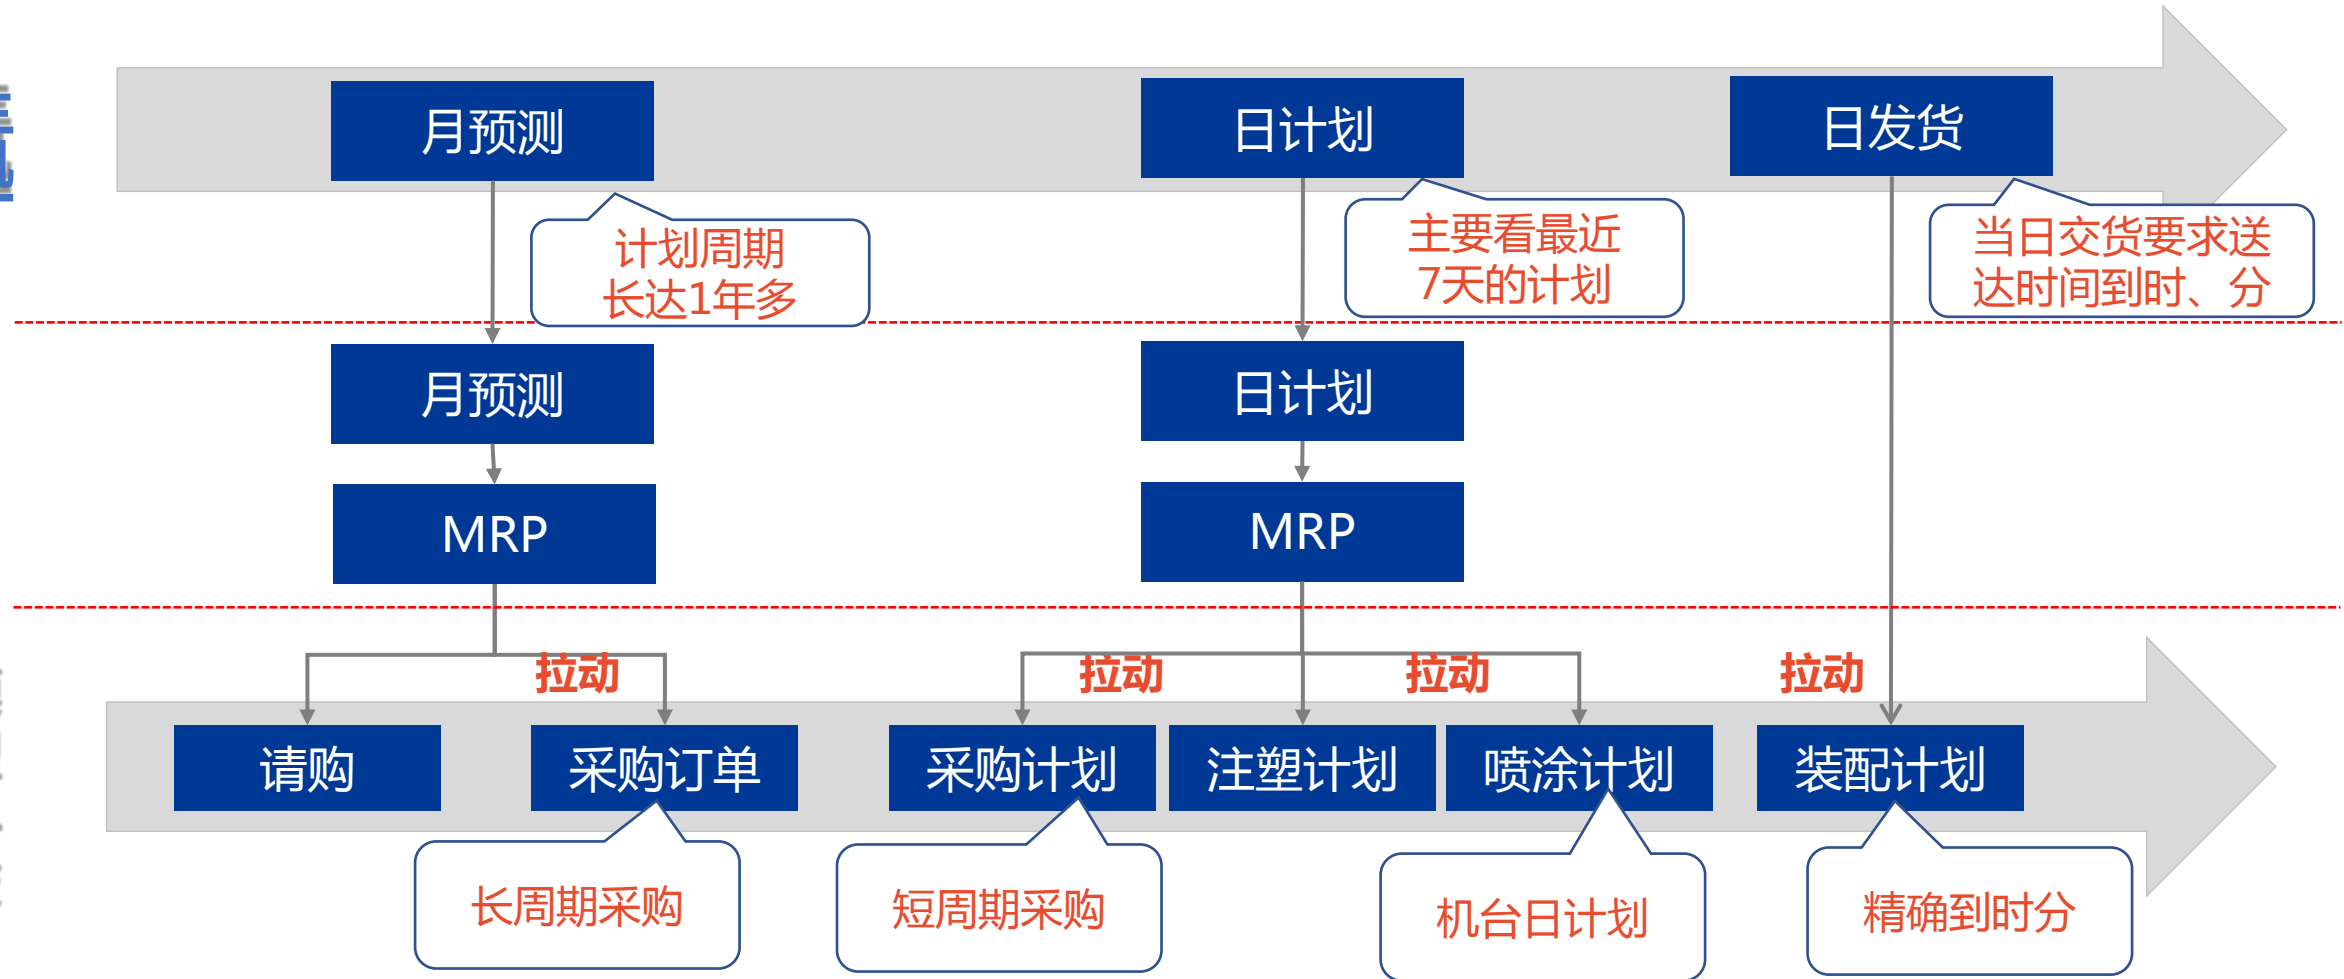 月预测
日计划
日发货
计划周期
长达1年多
主要看最近
7天的计划
当日交货要求送
达时间到时、分
月预测
日计划
MRP
MRP
拉动
拉动
拉动
拉动
请购
采购订单
采购计划
注塑计划
喷涂计划
装配计划
长周期采购
短周期采购
机台日计划
精确到时分